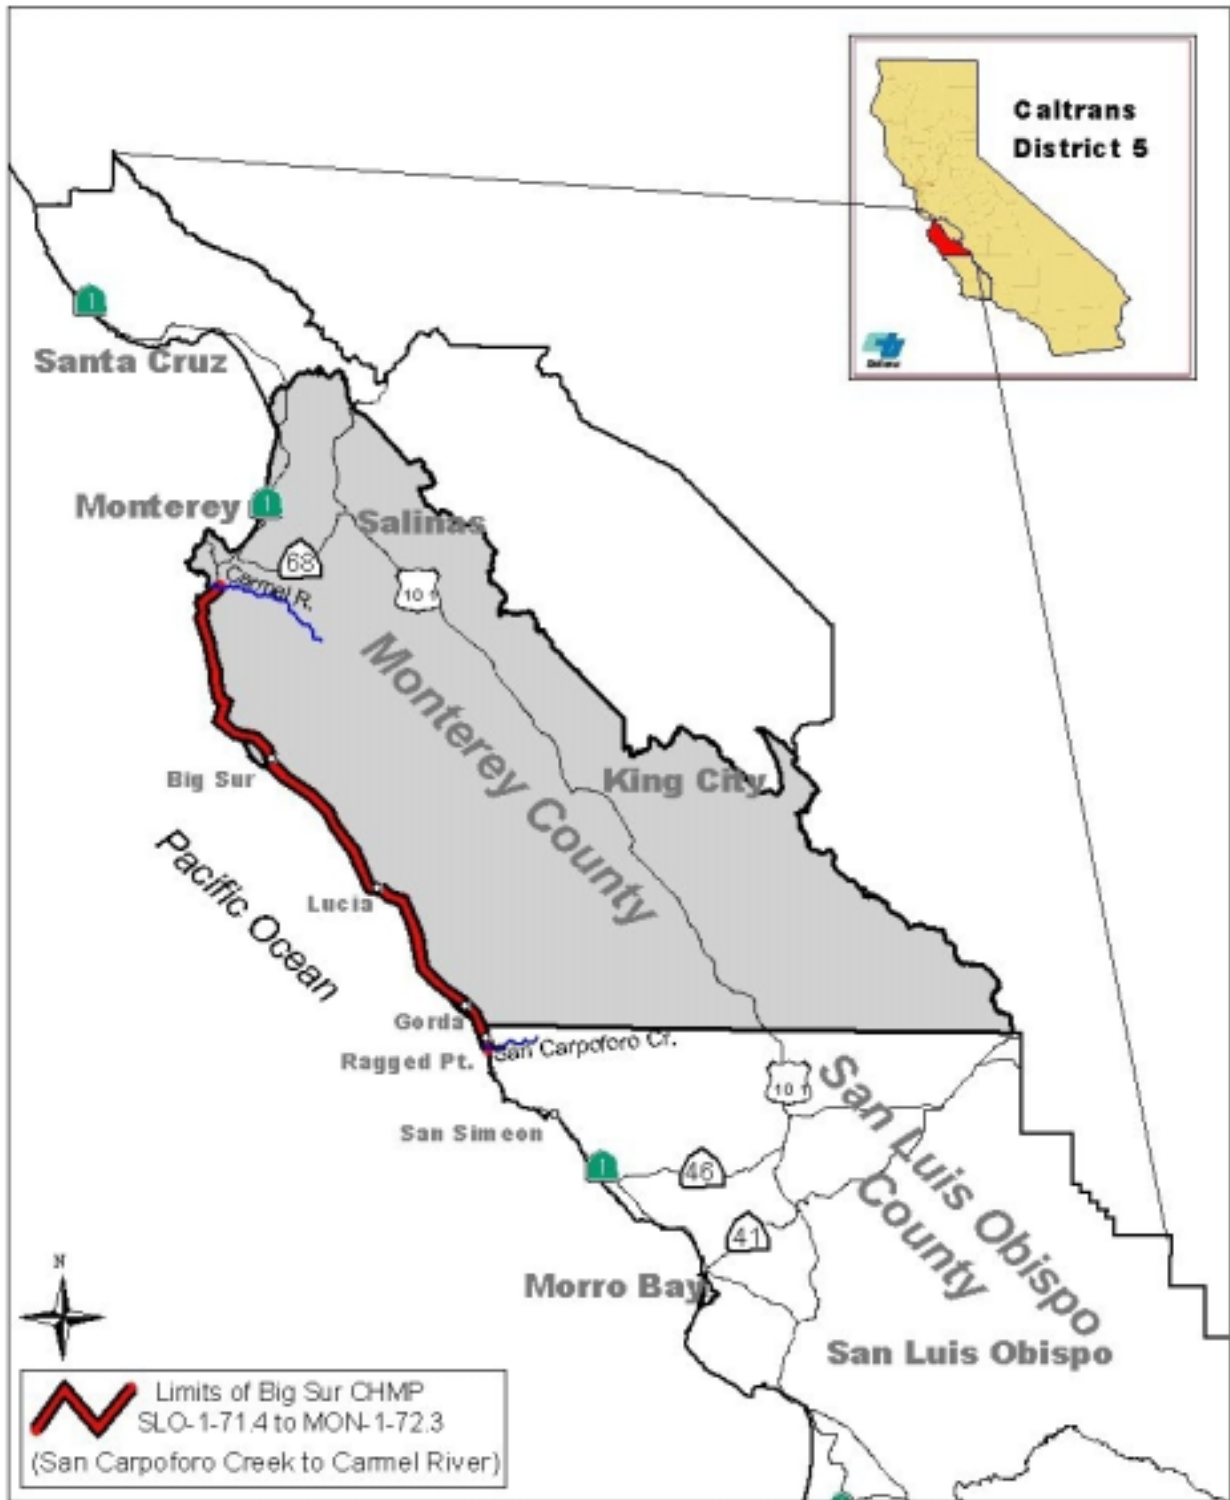 Caltrans
District 5
1
Santa Cruz
Monterey
1
Salinas
68
Carmel R.
101
Monterey County
King City
Big Sur
Pacific Ocean
Lucia
Gorda
San Carpoforo Cr.
Ragged Pt.
101
San Luis Obispo
County
San Simeon
1
46
41
N
Morro Bay
San Luis Obispo
Limits of Big Sur CHMP
SLO-1-71.4 to MON-1-72.3
(San Carpoforo Creek to Carmel River)